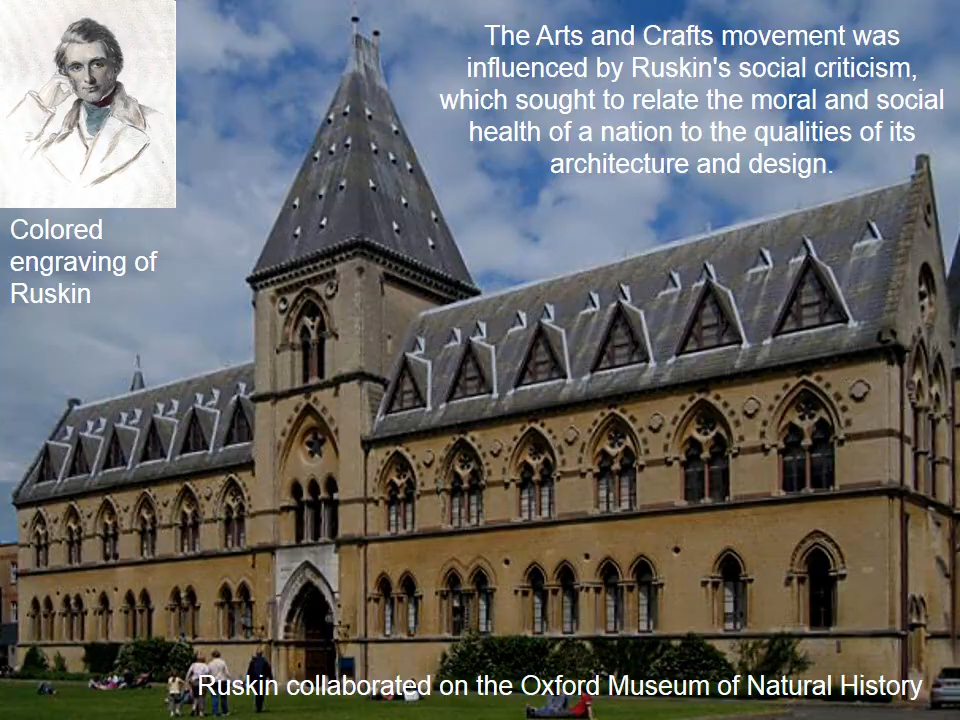 The Arts and Crafts movement was
influenced by Ruskin's social criticism,
which sought to relate the moral and social
health of a nation to the qualities of its
architecture and design.
Colored
engraving of
Ruskin
Ruskin collaborated on the Oxford Museum of Natural History